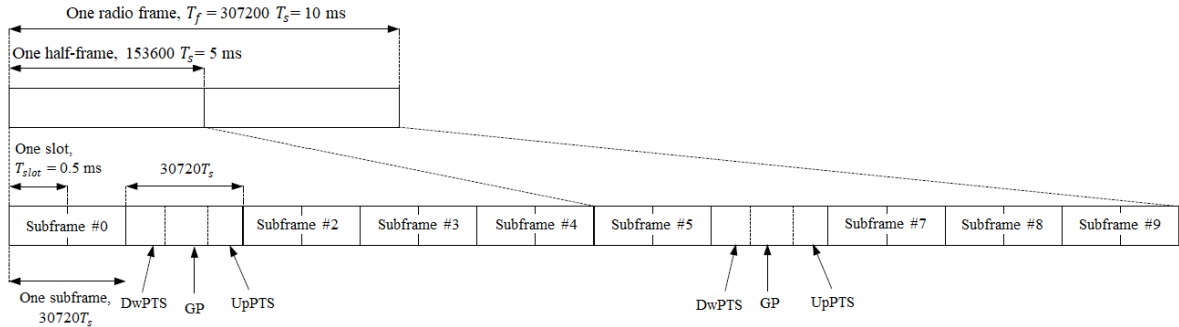 One radio frame, T_f = 307200 T_s = 10 ms
One half-frame, 153600 T_s = 5 ms
One slot,
T_slot = 0.5 ms
30720T_s
Subframe #0
Subframe #2
Subframe #3
Subframe #4
Subframe #5
Subframe #7
Subframe #8
Subframe #9
One subframe,
30720T_s
DwPTS
GP
UpPTS
DwPTS
GP
UpPTS